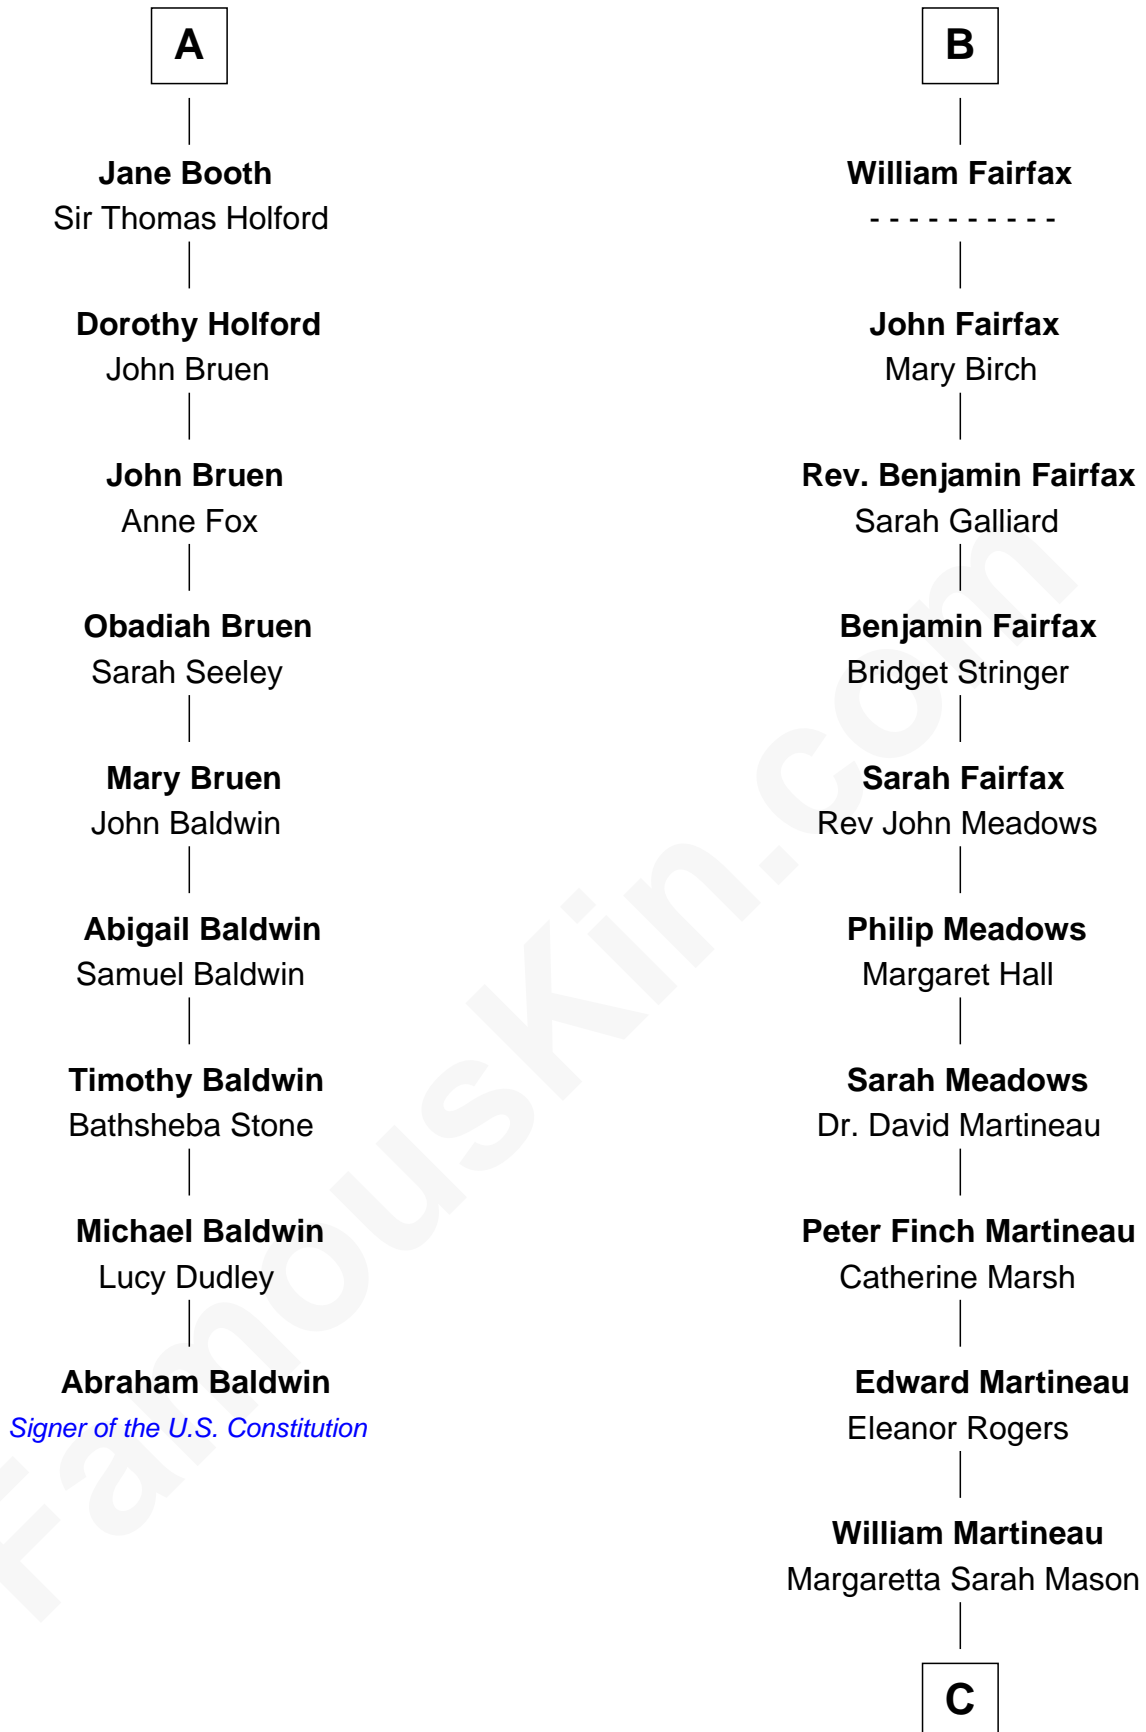 A
Jane Booth
Sir Thomas Holford
Dorothy Holford
John Bruen
John Bruen
Anne Fox
Obadiah Bruen
Sarah Seeley
Mary Bruen
John Baldwin
Abigail Baldwin
Samuel Baldwin
Timothy Baldwin
Bathsheba Stone
Michael Baldwin
Lucy Dudley
Abraham Baldwin
Signer of the U.S. Constitution
B
William Fairfax
- - - - - - - - - -
John Fairfax
Mary Birch
Rev. Benjamin Fairfax
Sarah Galliard
Benjamin Fairfax
Bridget Stringer
Sarah Fairfax
Rev John Meadows
Philip Meadows
Margaret Hall
Sarah Meadows
Dr. David Martineau
Peter Finch Martineau
Catherine Marsh
Edward Martineau
Eleanor Rogers
William Martineau
Margaretta Sarah Mason
C
FamousKin.com